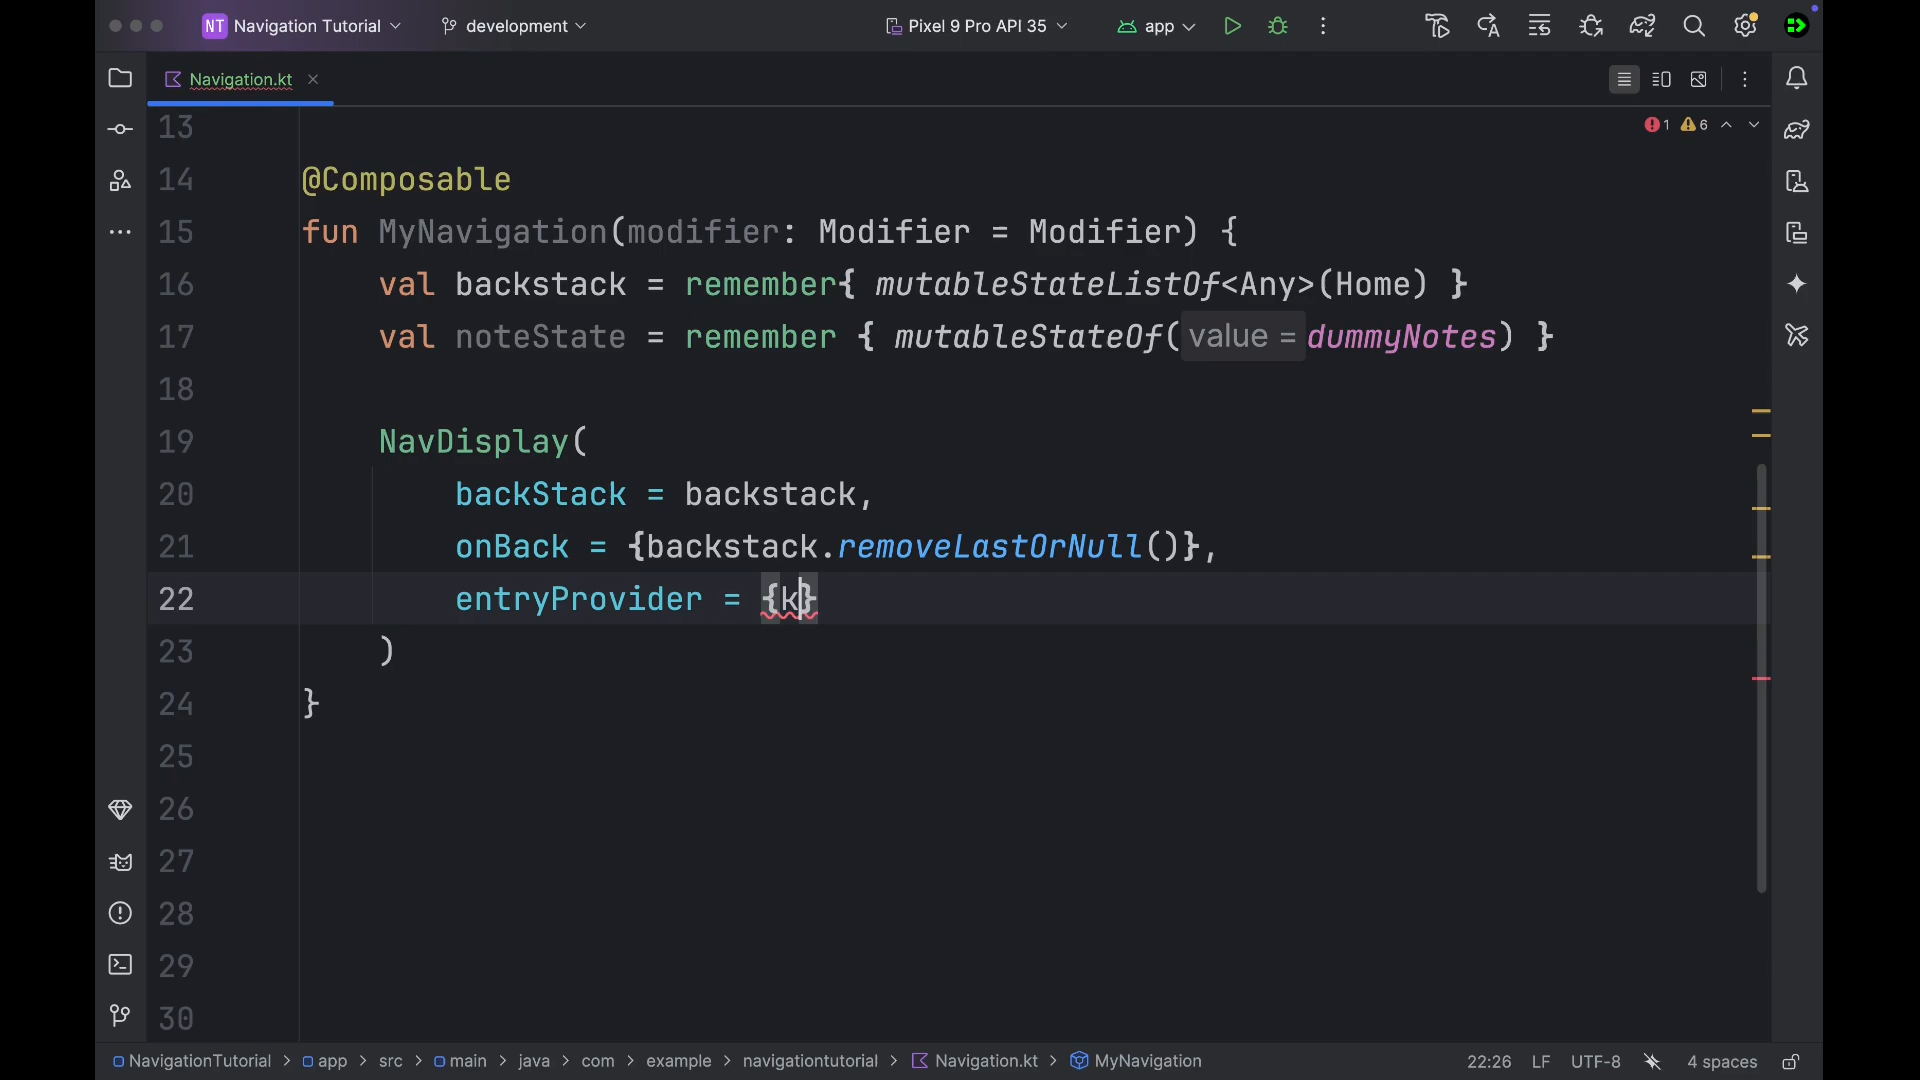 NT Navigation Tutorial development Pixel 9 Pro API 35 app
Navigation.kt
1 6
13
14 @Composable
15 fun MyNavigation(modifier: Modifier = Modifier) {
16 val backstack = remember{ mutableStateListOf<Any>(Home) }
17 val noteState = remember { mutableStateOf(value = dummyNotes) }
18
19 NavDisplay(
20 backStack = backstack,
21 onBack = {backstack.removeLastOrNull()},
22 entryProvider = {k}
23 )
24 }
25
26
27
28
29
30
NavigationTutorial > app > src > main > java > com > example > navigationtutorial > Navigation.kt > MyNavigation 22:26 LF UTF-8 4 spaces